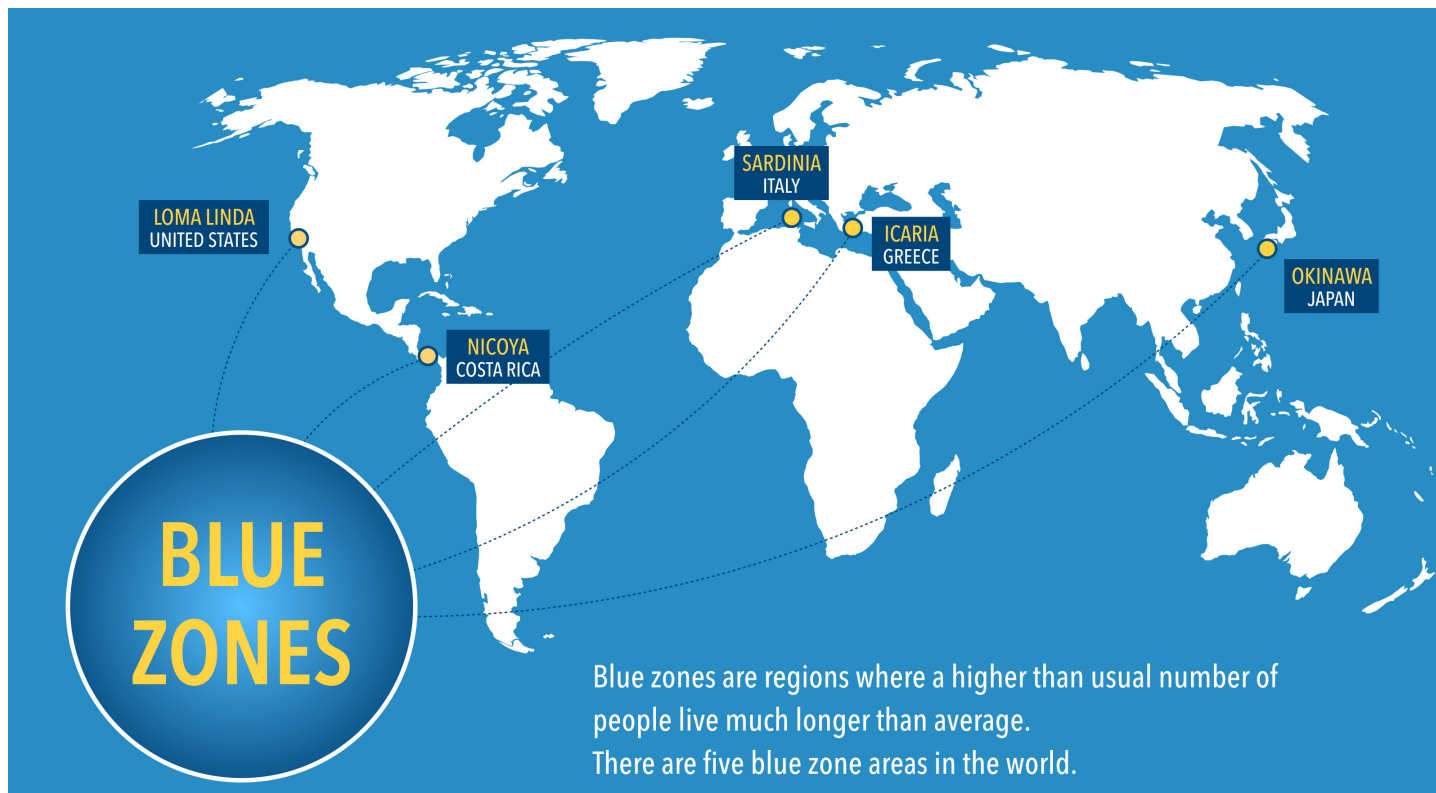 SARDINIA
ITALY
LOMA LINDA
UNITED STATES
ICARIA
GREECE
OKINAWA
JAPAN
NICOYA
COSTA RICA
BLUE
ZONES
Blue zones are regions where a higher than usual number of
people live much longer than average.
There are five blue zone areas in the world.